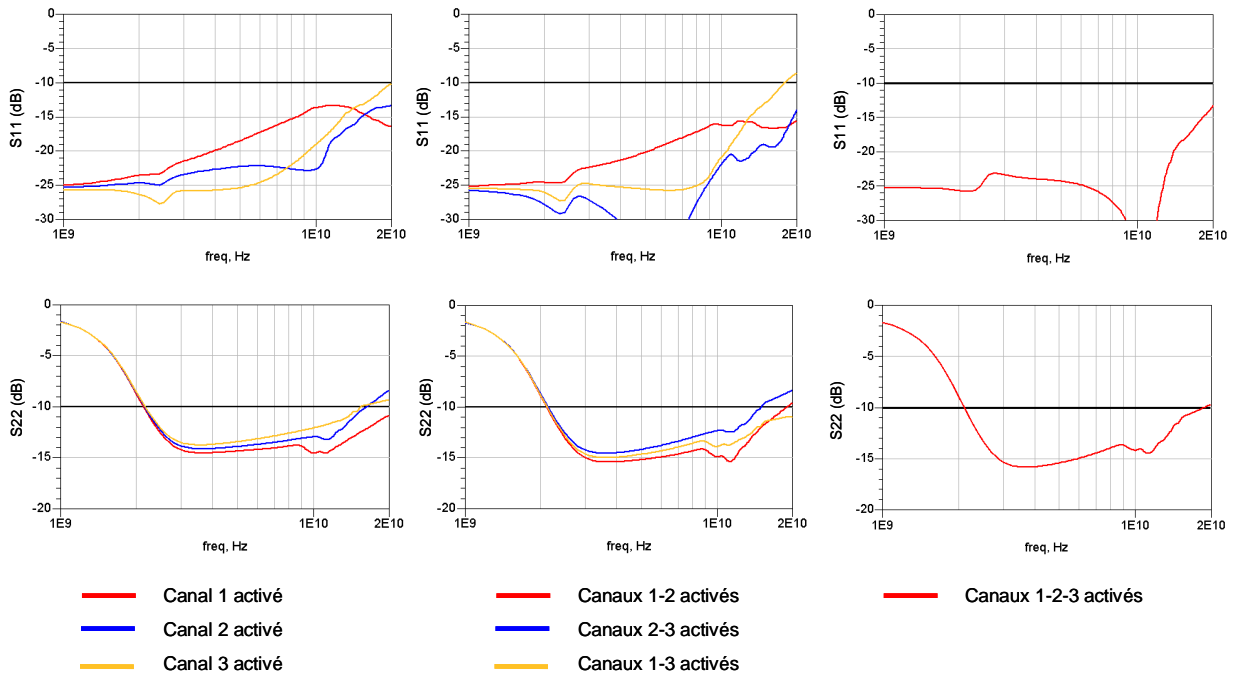 0
-5
-10
-15
-20
-25
-30
S11 (dB)
1E9
1E10
2E10
freq, Hz
0
-5
-10
-15
-20
-25
-30
S11 (dB)
1E9
1E10
2E10
freq, Hz
0
-5
-10
-15
-20
-25
-30
S11 (dB)
1E9
1E10
2E10
freq, Hz
0
-5
-10
-15
-20
S22 (dB)
1E9
1E10
2E10
freq, Hz
0
-5
-10
-15
-20
S22 (dB)
1E9
1E10
2E10
freq, Hz
0
-5
-10
-15
-20
S22 (dB)
1E9
1E10
2E10
freq, Hz
Canal 1 activé
Canal 2 activé
Canal 3 activé
Canaux 1-2 activés
Canaux 2-3 activés
Canaux 1-3 activés
Canaux 1-2-3 activés